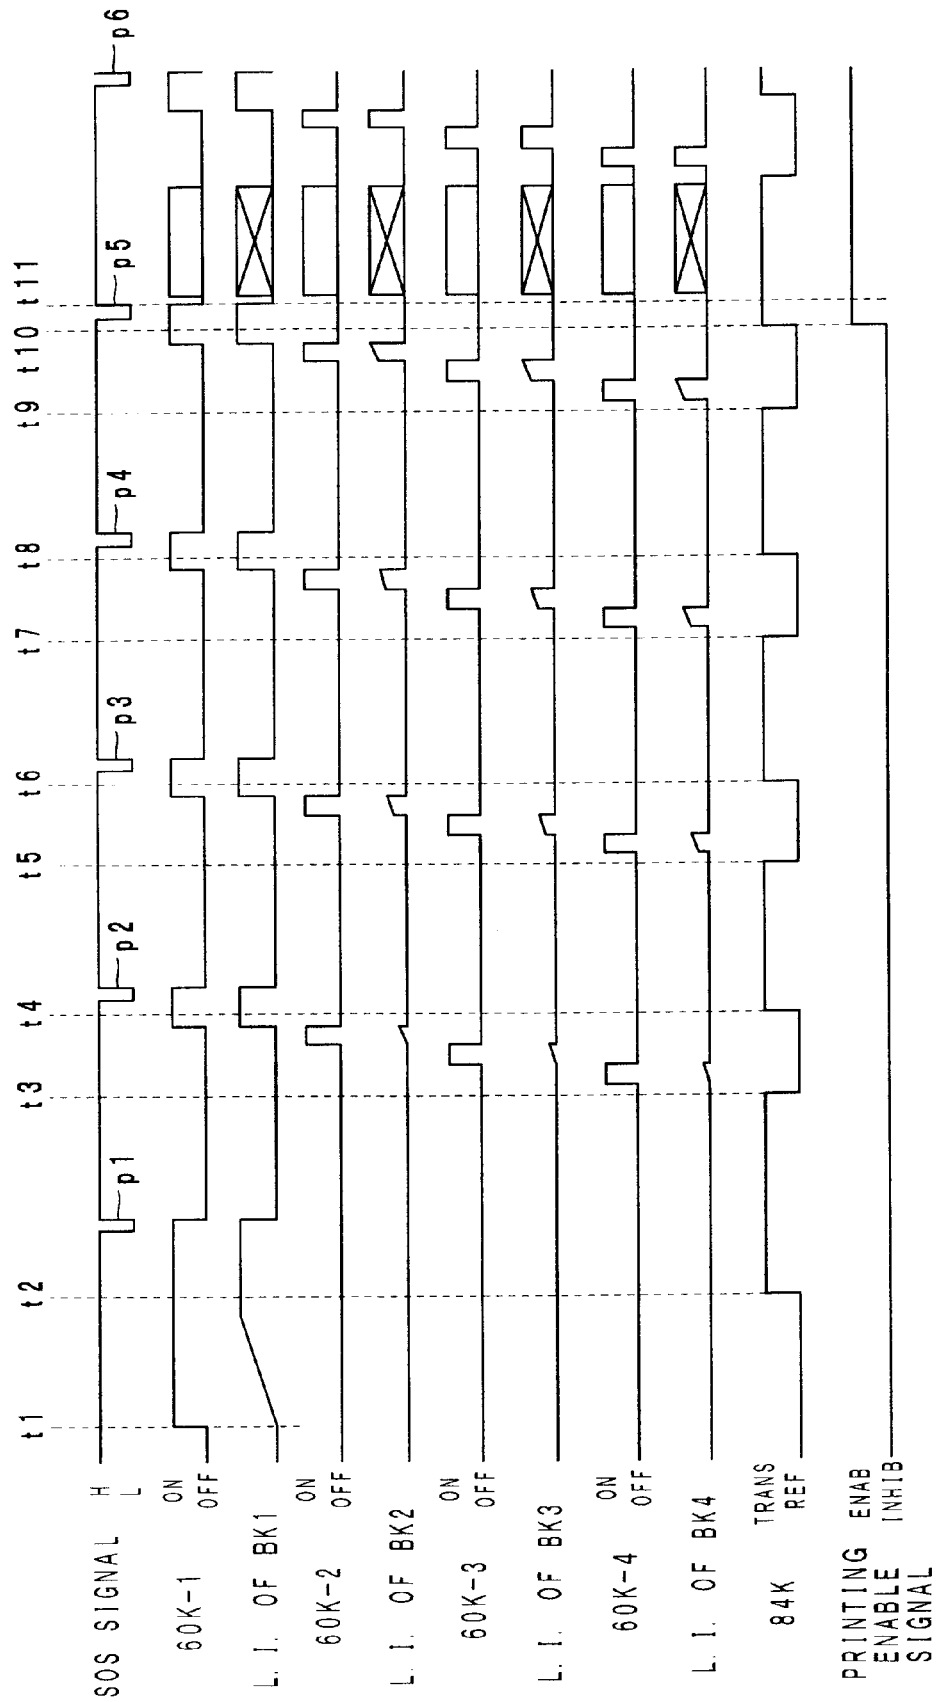 t1 t2 t3 t4 t5 t6 t7 t8 t9 t10 t11
p1 p2 p3 p4 p5 p6
SOS SIGNAL H
L
60K-1 ON
OFF
L.I. OF BK1
60K-2 ON
OFF
L.I. OF BK2
60K-3 ON
OFF
L.I. OF BK3
60K-4 ON
OFF
L.I. OF BK4
84K TRANS
REF
PRINTING ENAB
ENABLE INHIB
SIGNAL